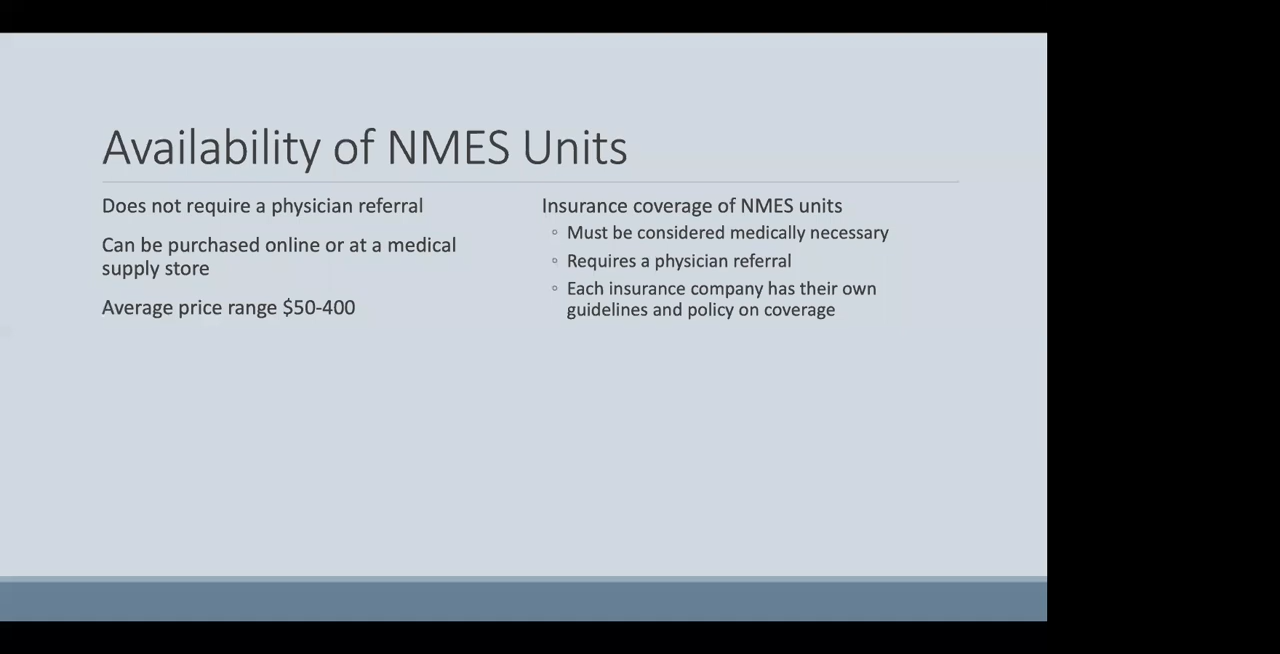 Availability of NMES Units
Does not require a physician referral
Can be purchased online or at a medical
supply store
Average price range $50-400
Insurance coverage of NMES units
◦ Must be considered medically necessary
◦ Requires a physician referral
◦ Each insurance company has their own
guidelines and policy on coverage